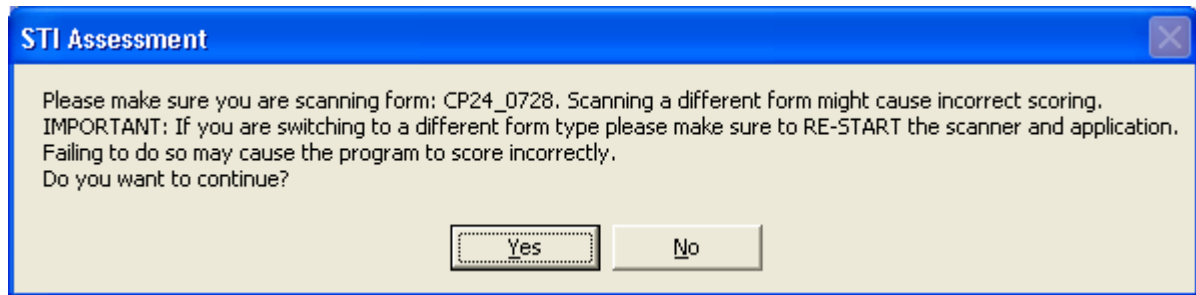 STI Assessment
Please make sure you are scanning form: CP24_0728. Scanning a different form might cause incorrect scoring.
IMPORTANT: If you are switching to a different form type please make sure to RE-START the scanner and application.
Failing to do so may cause the program to score incorrectly.
Do you want to continue?
Yes No